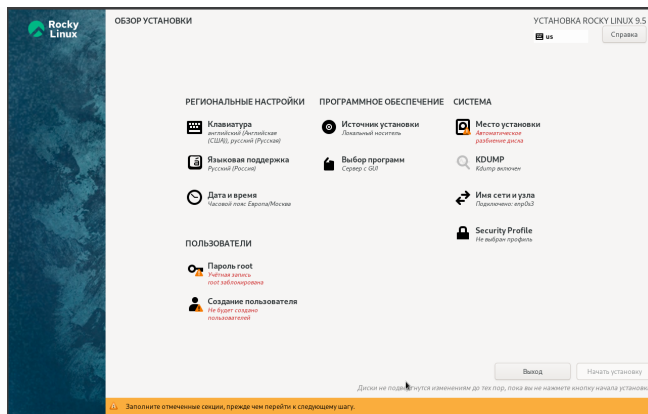 Rocky
Linux
ОБЗОР УСТАНОВКИ
УСТАНОВКА ROCKY LINUX 9.5
us
Справка
РЕГИОНАЛЬНЫЕ НАСТРОЙКИ
Клавиатура
английский (Английская
(США)), русский (Русская)
Языковая поддержка
Русский (Россия)
Дата и время
Часовой пояс Европа/Москва
ПРОГРАММНОЕ ОБЕСПЕЧЕНИЕ
Источник установки
Локальный носитель
Выбор программ
Сервер с GUI
СИСТЕМА
Место установки
Автоматическое
разбиение диска
KDUMP
Kdump включен
Имя сети и узла
Подключено: enp0s3
Security Profile
Не выбран профиль
ПОЛЬЗОВАТЕЛИ
Пароль root
Учётная запись
root заблокирована
Создание пользователя
Не будет создано
пользователей
Выход
Начать установку
Диски не подвергнутся изменениям до тех пор, пока вы не нажмете кнопку начала установки
Заполните отмеченные секции, прежде чем перейти к следующему шагу.